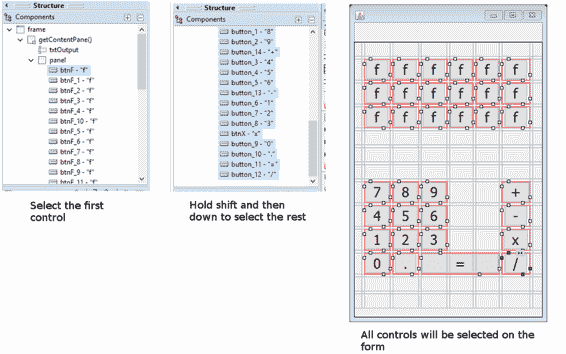 Structure
Components
frame
getContentPane()
txtOutput
panel
btnF - "f"
btnF_1 - "f"
btnF_2 - "f"
btnF_3 - "f"
btnF_4 - "f"
btnF_10 - "f"
btnF_5 - "f"
btnF_6 - "f"
btnF_7 - "f"
btnF_8 - "f"
btnF_9 - "f"
btnF_11 - "f"
Select the first
control
Structure
Components
button_1 - "8"
button_2 - "9"
button_14 - "+"
button_3 - "4"
button_4 - "5"
button_5 - "6"
button_13 - "-"
button_6 - "1"
button_7 - "2"
button_8 - "3"
btnX - "x"
button_9 - "0"
button_10 - "."
button_11 - "="
button_12 - "/"
Hold shift and then
down to select the rest
f f f f f f
f f f f f f
f f f f f f
7 8 9 +
4 5 6 -
1 2 3 x
0 . = /
All controls will be selected on the
form